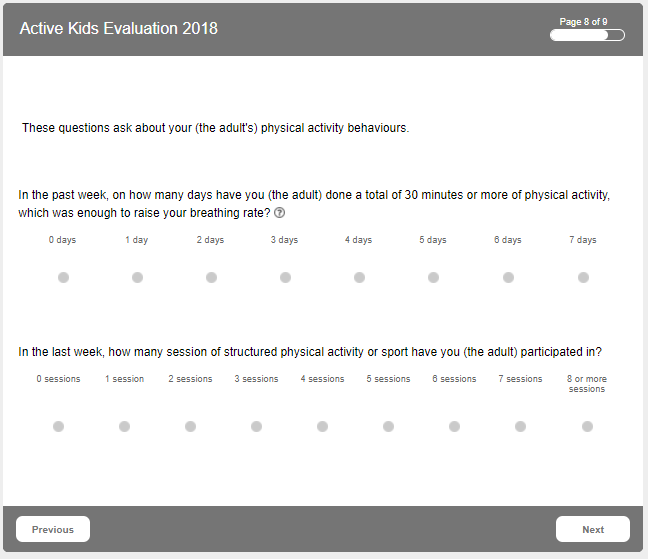 Active Kids Evaluation 2018
Page 8 of 9
These questions ask about your (the adult's) physical activity behaviours.
In the past week, on how many days have you (the adult) done a total of 30 minutes or more of physical activity,
which was enough to raise your breathing rate? ?
0 days 1 day 2 days 3 days 4 days 5 days 6 days 7 days
In the last week, how many session of structured physical activity or sport have you (the adult) participated in?
0 sessions 1 session 2 sessions 3 sessions 4 sessions 5 sessions 6 sessions 7 sessions 8 or more
sessions
Previous Next